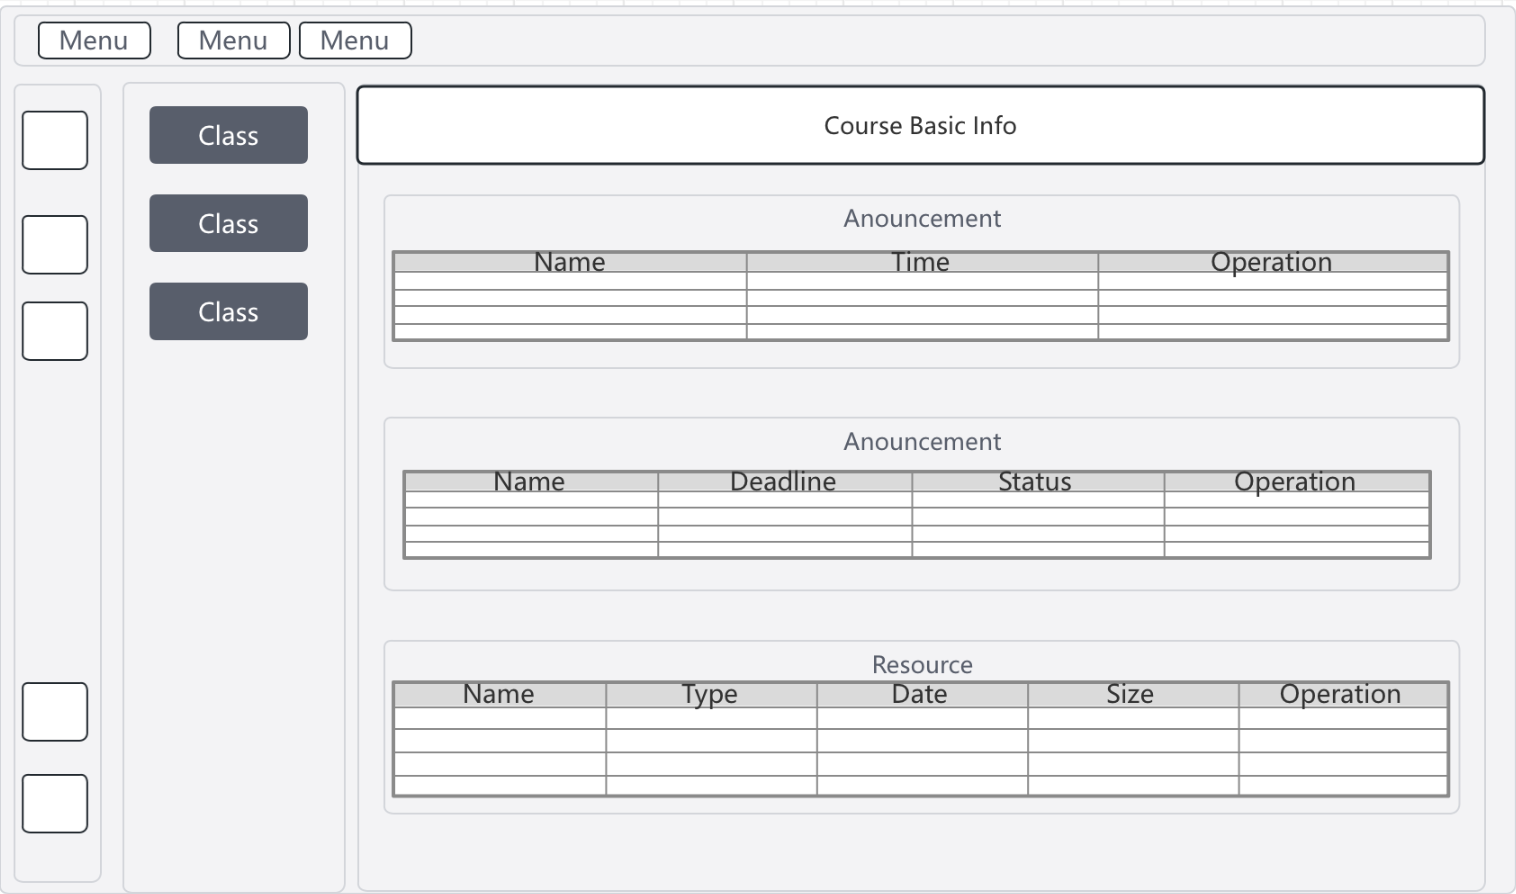 Menu Menu Menu
Class
Class
Class
Course Basic Info
Anouncement
Name Time Operation
Anouncement
Name Deadline Status Operation
Resource
Name Type Date Size Operation